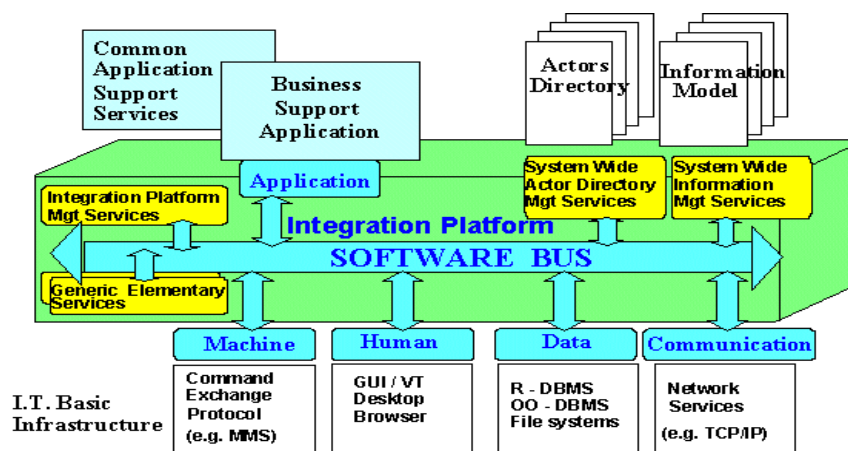 Common
Application
Support
Services
Business
Support
Application
Actors
Directory
Information
Model
Application
System Wide
Actor Directory
Mgt Services
System Wide
Information
Mgt Services
Integration Platform
Mgt Services
Integration Platform
SOFTWARE BUS
Generic Elementary
Services
Machine
Human
Data
Communication
I.T. Basic
Infrastructure
Command
Exchange
Protocol
(e.g. MMS)
GUI / VT
Desktop
Browser
R - DBMS
OO - DBMS
File systems
Network
Services
(e.g. TCP/IP)